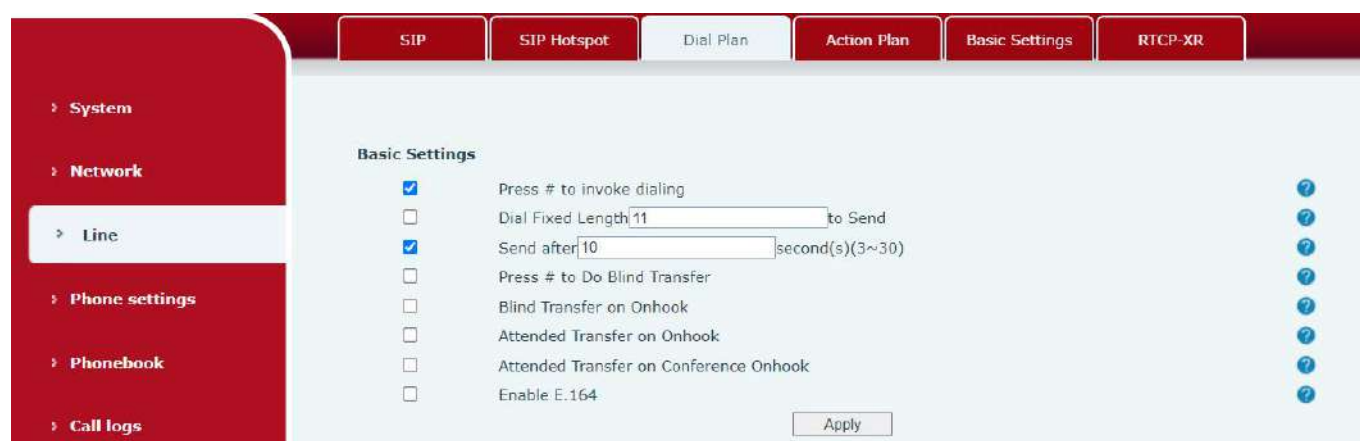 SIP
SIP Hotspot
Dial Plan
Action Plan
Basic Settings
RTCP-XR
System
Network
Line
Phone settings
Phonebook
Call logs
Basic Settings
Press # to invoke dialing
Dial Fixed Length 11 to Send
Send after 10 second(s)(3~30)
Press # to Do Blind Transfer
Blind Transfer on Onhook
Attended Transfer on Onhook
Attended Transfer on Conference Onhook
Enable E.164
Apply